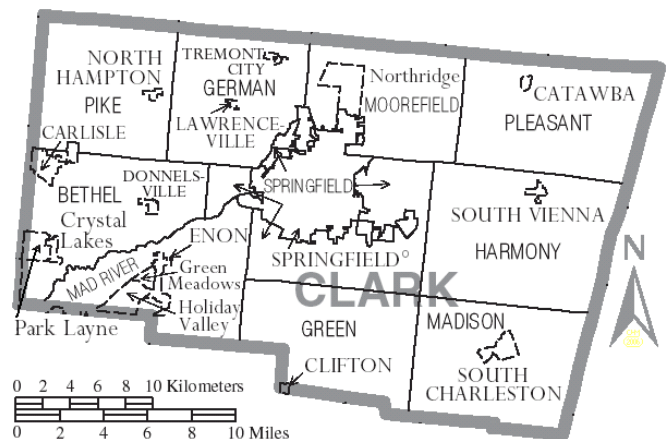 NORTH
HAMPTON
PIKE
CARLISLE
TREMONT
CITY
GERMAN
LAWRENCE-
VILLE
Northridge
MOOREFIELD
CATAWBA
PLEASANT
BETHEL
DONNELS-
VILLE
SPRINGFIELD
Crystal
Lakes
ENON
MAD RIVER
Green
Meadows
Holiday
Valley
Park Layne
SPRINGFIELD°
SOUTH VIENNA
HARMONY
N
CLARK
GREEN
CLIFTON
MADISON
SOUTH
CHARLESTON
0 2 4 6 8 10 Kilometers
0 2 4 6 8 10 Miles